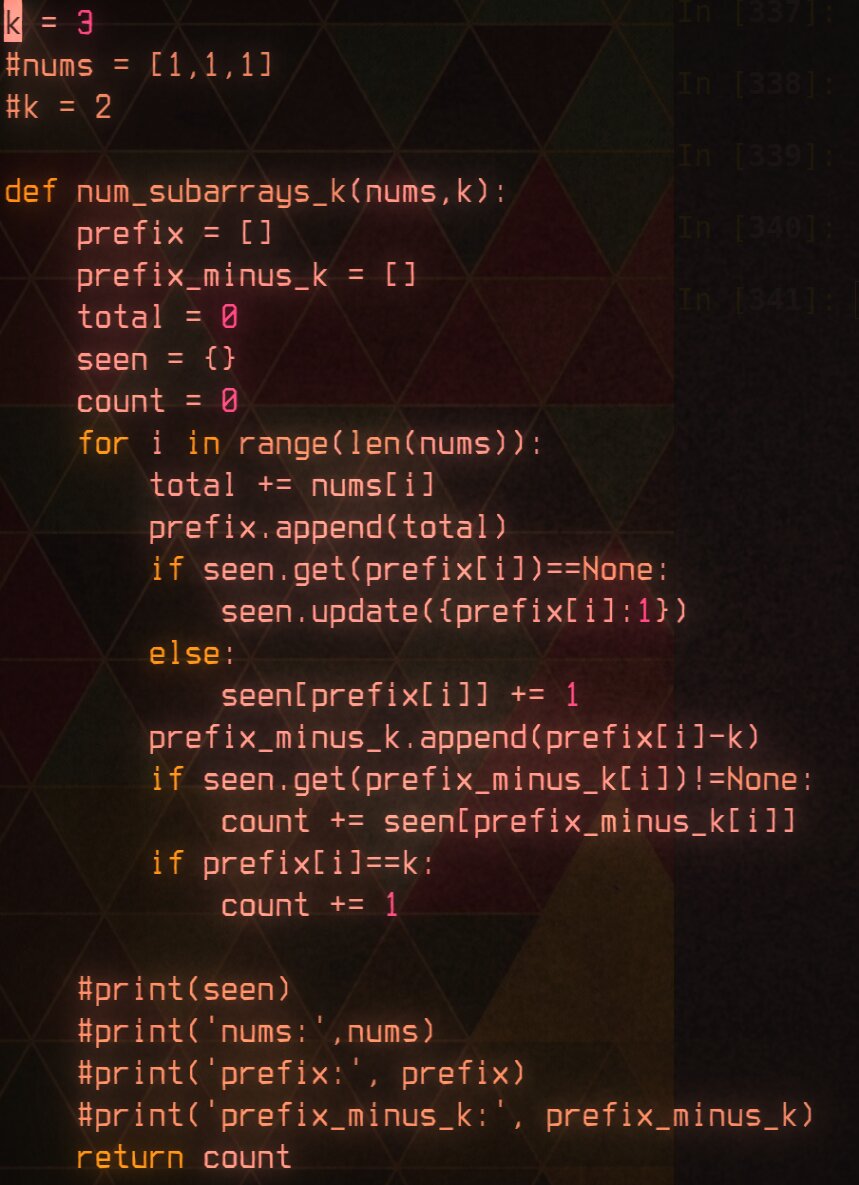 k = 3
#nums = [1,1,1]
#k = 2
def num_subarrays_k(nums,k):
    prefix = []
    prefix_minus_k = []
    total = 0
    seen = {}
    count = 0
    for i in range(len(nums)):
        total += nums[i]
        prefix.append(total)
        if seen.get(prefix[i])==None:
            seen.update({prefix[i]:1})
        else:
            seen[prefix[i]] += 1
        prefix_minus_k.append(prefix[i]-k)
        if seen.get(prefix_minus_k[i])!=None:
            count += seen[prefix_minus_k[i]]
        if prefix[i]==k:
            count += 1
    #print(seen)
    #print('nums:',nums)
    #print('prefix:', prefix)
    #print('prefix_minus_k:', prefix_minus_k)
    return count
In [337]:
In [338]:
In [339]:
In [340]:
In [341]: